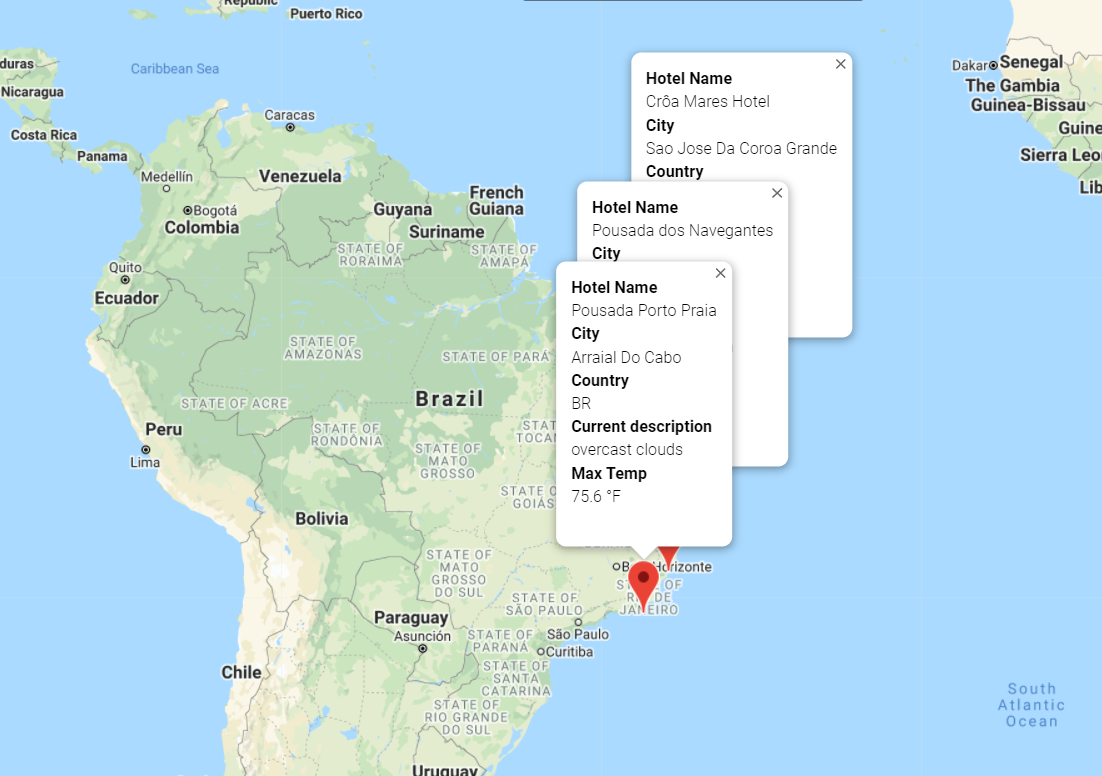 Republic
Puerto Rico
duras
Caribbean Sea
Nicaragua
Costa Rica
Panama
Caracas
Medellín
Venezuela
Bogotá
Colombia
Guyana
French
Guiana
Suriname
STATE OF
RORAIMA
STATE OF
AMAPÁ
Quito
Ecuador
STATE OF
AMAZONAS
STATE OF PARÁ
STATE OF ACRE
Brazil
Peru
Lima
STATE OF
RONDÔNIA
STATE OF
MATO
GROSSO
STAT
TOCAN
STATE O
GOIÁS
Bolivia
STATE OF
MATO
GROSSO
DO SUL
B
Horizonte
STATE OF
RIO DE
JANEIRO
STATE OF
SÃO PAULO
São Paulo
Paraguay
Asunción
STATE OF
PARANÁ
Curitiba
STATE OF
SANTA
CATARINA
Chile
STATE OF
RIO GRANDE
DO SUL
Uruguay
Dakar
Senegal
The Gambia
Guinea-Bissau
Guine
Sierra Leo
Lib
South
Atlantic
Ocean
Hotel Name
Crôa Mares Hotel
City
Sao Jose Da Coroa Grande
Country
Hotel Name
Pousada dos Navegantes
City
Hotel Name
Pousada Porto Praia
City
Arraial Do Cabo
Country
BR
Current description
overcast clouds
Max Temp
75.6 °F